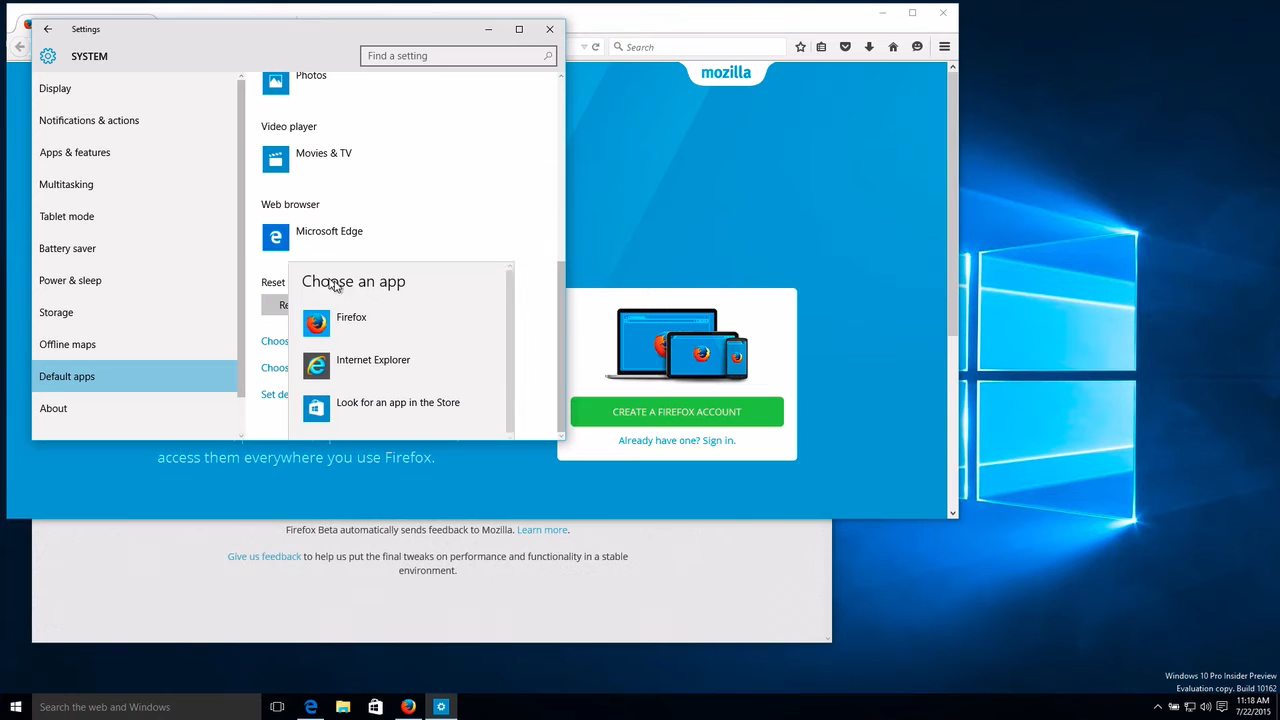 Settings
SYSTEM
Find a setting
Display
Notifications & actions
Apps & features
Multitasking
Tablet mode
Battery saver
Power & sleep
Storage
Offline maps
Default apps
About
Photos
Video player
Movies & TV
Web browser
Microsoft Edge
Reset
Re
Choos
Choos
Set de
Choose an app
Firefox
Internet Explorer
Look for an app in the Store
Search
mozilla
CREATE A FIREFOX ACCOUNT
Already have one? Sign in.
access them everywhere you use Firefox.
Firefox Beta automatically sends feedback to Mozilla. Learn more.
Give us feedback to help us put the final tweaks on performance and functionality in a stable
environment.
Windows 10 Pro Insider Preview
Evaluation copy. Build 10162
Search the web and Windows
11:18 AM
7/22/2015